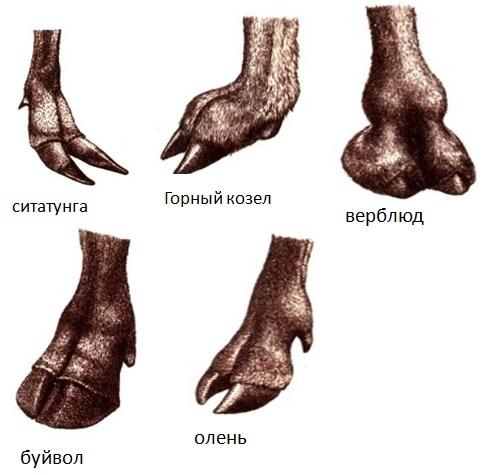 ситатунга
Горный козел
верблюд
буйвол
олень